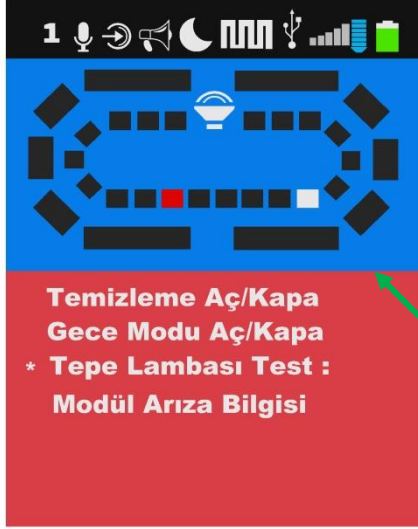 1
Temizleme Aç/Kapa
Gece Modu Aç/Kapa
* Tepe Lambası Test :
Modül Arıza Bilgisi